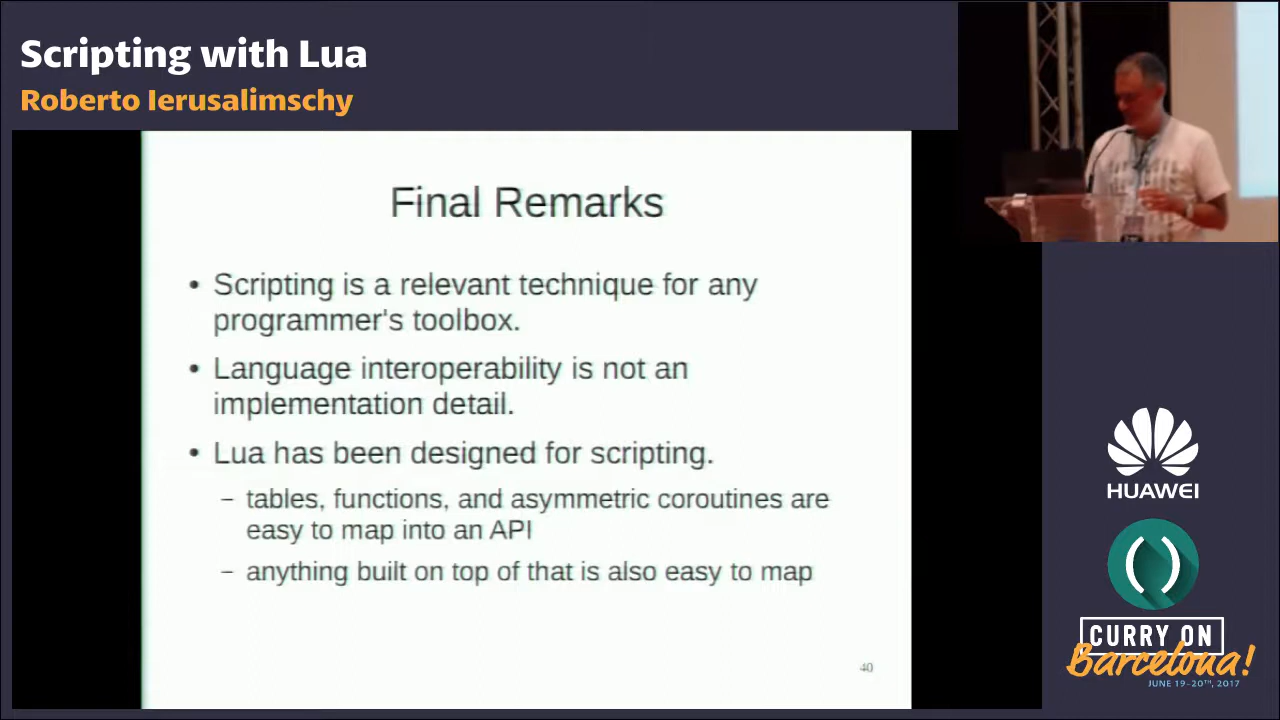 Scripting with Lua
Roberto Ierusalimschy
Final Remarks
• Scripting is a relevant technique for any
programmer's toolbox.
• Language interoperability is not an
implementation detail.
• Lua has been designed for scripting.
– tables, functions, and asymmetric coroutines are
easy to map into an API
– anything built on top of that is also easy to map
40
HUAWEI
CURRY ON
Barcelona!
JUNE 19-20TH, 2017